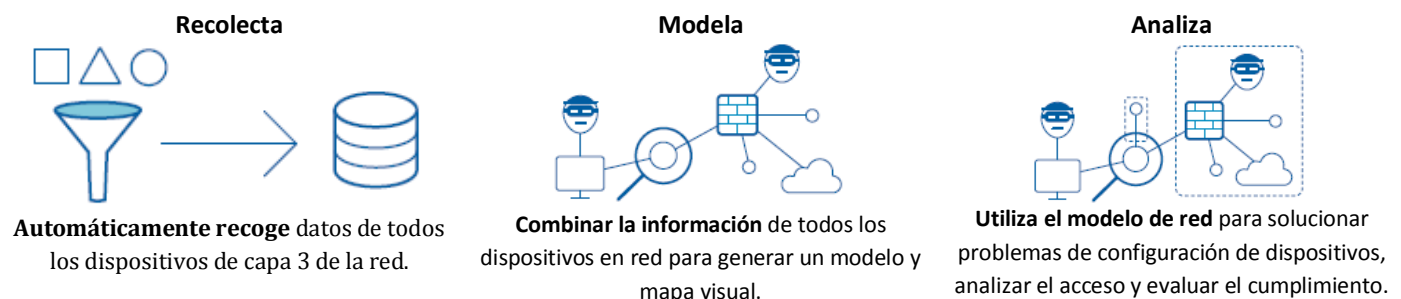 Recolecta
Automáticamente recoge datos de todos
los dispositivos de capa 3 de la red.
Modela
Combinar la información de todos los
dispositivos en red para generar un modelo y
mapa visual.
Analiza
Utiliza el modelo de red para solucionar
problemas de configuración de dispositivos,
analizar el acceso y evaluar el cumplimiento.